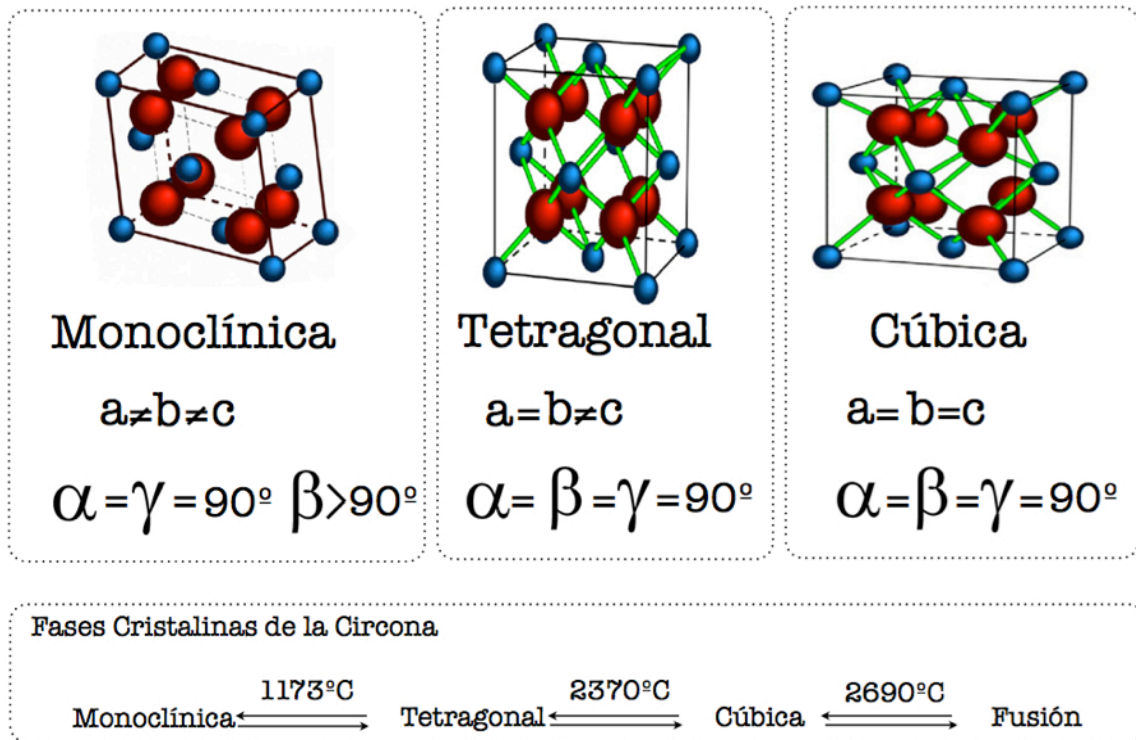 Monoclínica
a≠b≠c
α=γ=90º β>90º
Tetragonal
a=b≠c
α=β=γ=90º
Cúbica
a=b=c
α=β=γ=90º
Fases Cristalinas de la Circona
1173ºC 2370ºC 2690ºC
Monoclínica Tetragonal Cúbica Fusión